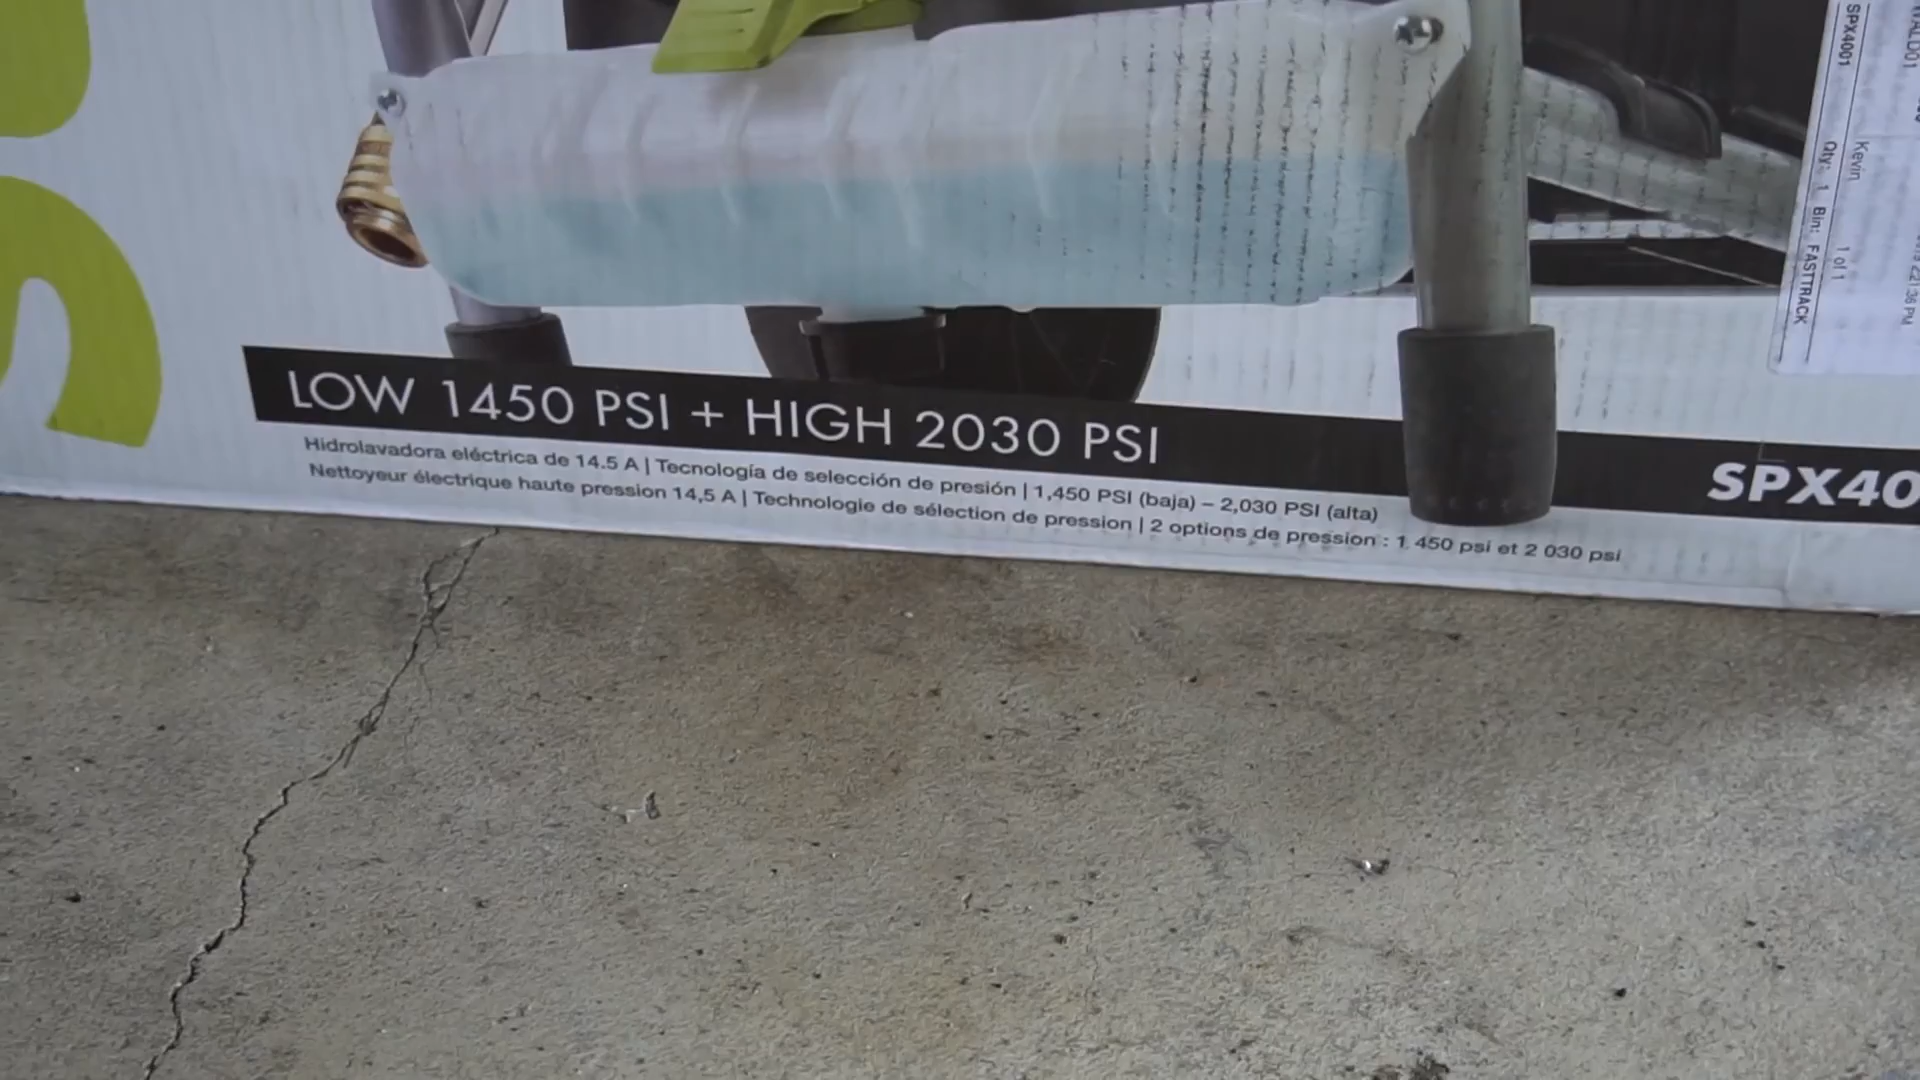 LOW 1450 PSI + HIGH 2030 PSI
Hidrolavadora eléctrica de 14.5 A | Tecnología de selección de presión | 1,450 PSI (baja) – 2,030 PSI (alta)
Nettoyeur électrique haute pression 14,5 A | Technologie de sélection de pression | 2 options de pression : 1 450 psi et 2 030 psi
SPX40
SPX4001
Kevin
1 of 1
Qty: 1 Bin: FASTTRACK